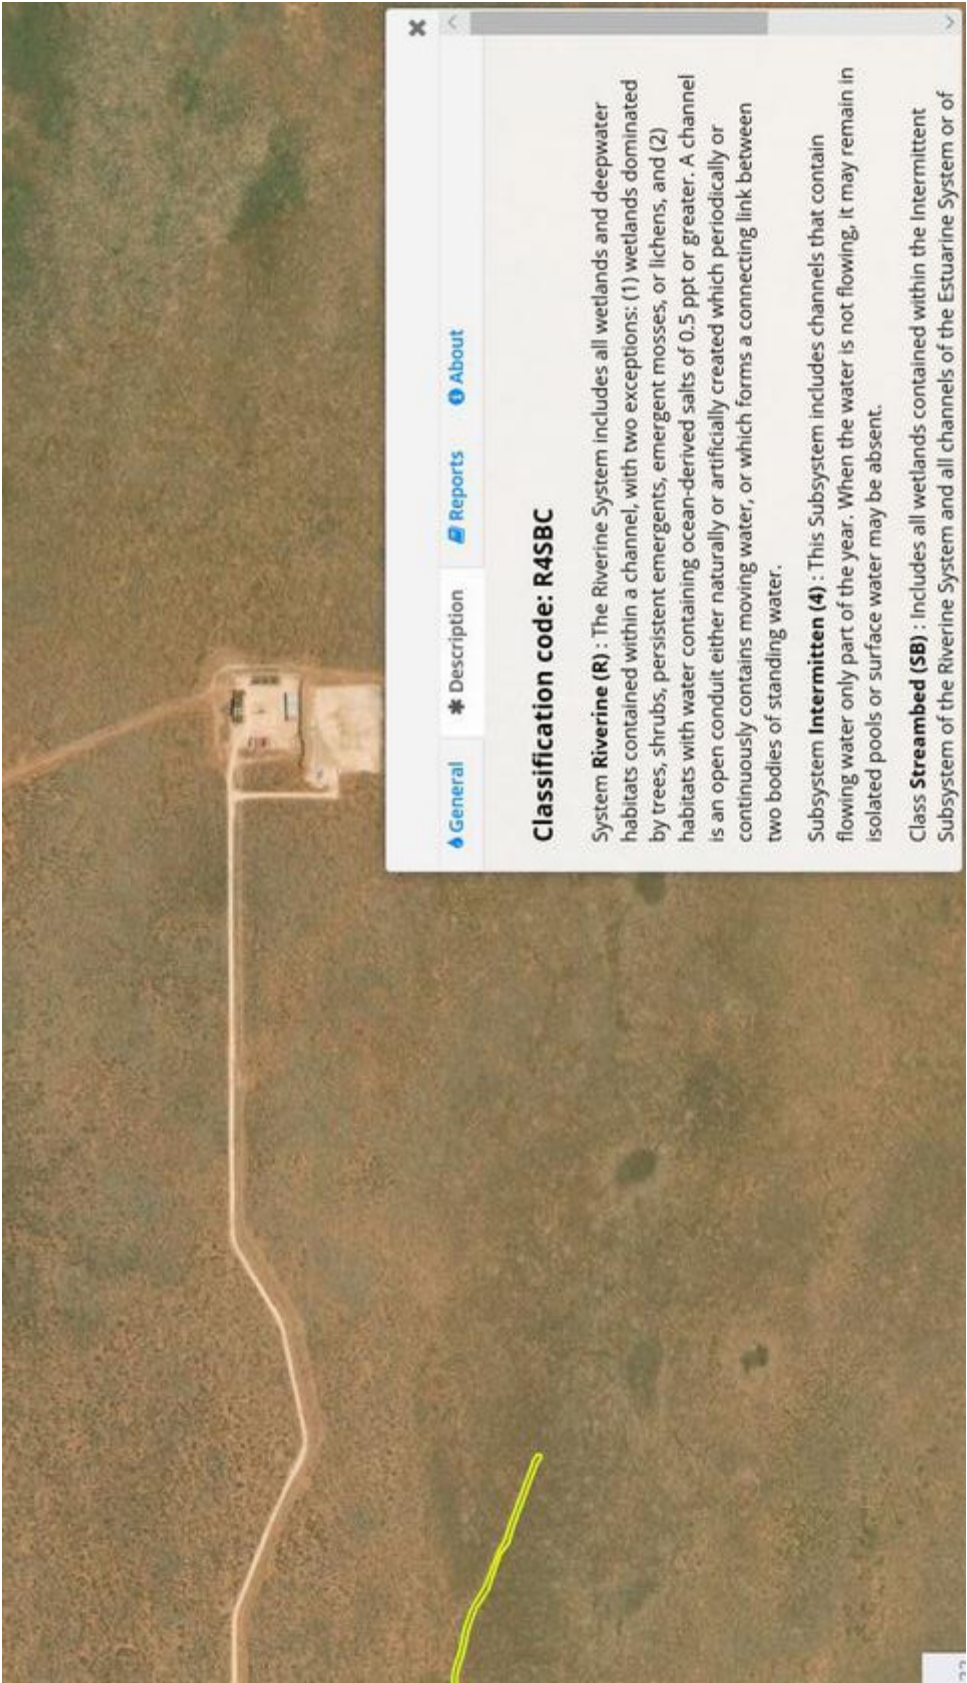 General
Description
Reports
About
Classification code: R4SBC
System Riverine (R) : The Riverine System includes all wetlands and deepwater
habitats contained within a channel, with two exceptions: (1) wetlands dominated
by trees, shrubs, persistent emergents, emergent mosses, or lichens, and (2)
habitats with water containing ocean-derived salts of 0.5 ppt or greater. A channel
is an open conduit either naturally or artificially created which periodically or
continuously contains moving water, or which forms a connecting link between
two bodies of standing water.
Subsystem Intermitten (4) : This Subsystem includes channels that contain
flowing water only part of the year. When the water is not flowing, it may remain in
isolated pools or surface water may be absent.
Class Streambed (SB) : Includes all wetlands contained within the Intermittent
Subsystem of the Riverine System and all channels of the Estuarine System or of